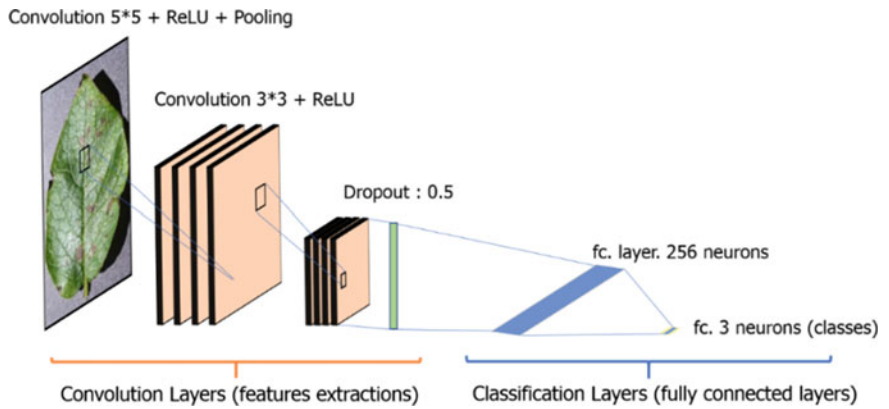 Convolution 5*5 + ReLU + Pooling
Convolution 3*3 + ReLU
Dropout : 0.5
fc. layer. 256 neurons
fc. 3 neurons (classes)
Convolution Layers (features extractions)
Classification Layers (fully connected layers)